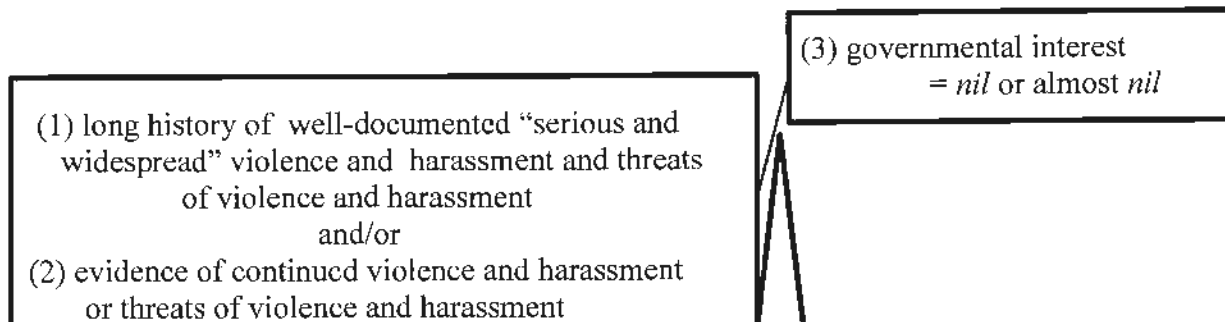 (3) governmental interest
= nil or almost nil
(1) long history of well-documented “serious and
widespread” violence and harassment and threats
of violence and harassment
and/or
(2) evidence of continued violence and harassment
or threats of violence and harassment